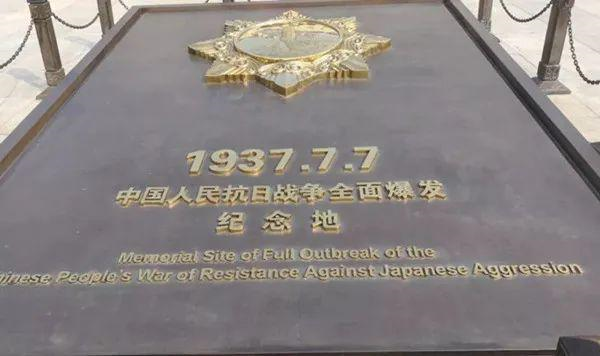 1937.7.7
中国人民抗日战争全面爆发
纪念地
Memorial Site of Full Outbreak of the
hinese People's War of Resistance Against Japanese Aggression